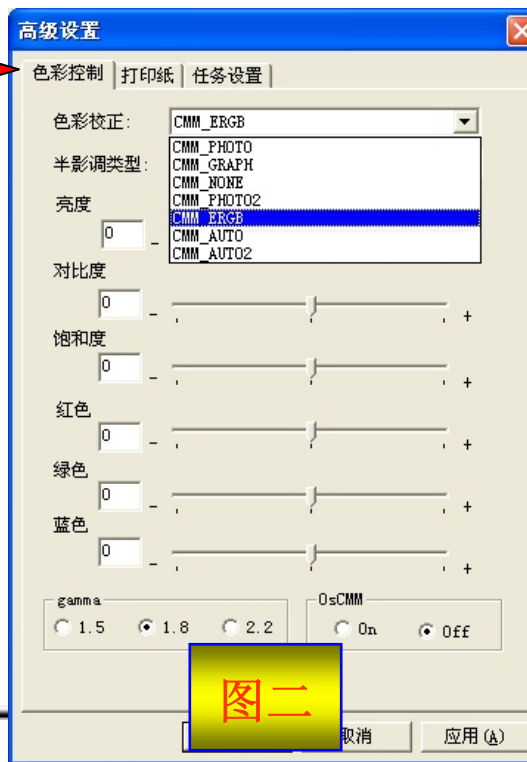 高级设置
色彩控制 打印纸 任务设置
色彩校正: CMM_ERGB
CMM_PHOTO
半影调类型: CMM_GRAPH
CMM_NONE
CMM_PHOTO2
亮度 CMM_ERGB
0 - CMM_AUTO
CMM_AUTO2
对比度
0 - +
饱和度
0 - +
红色
0 - +
绿色
0 - +
蓝色
0 - +
gamma OsCMM
1.5 1.8 2.2 On Off
图二
取消 应用(A)